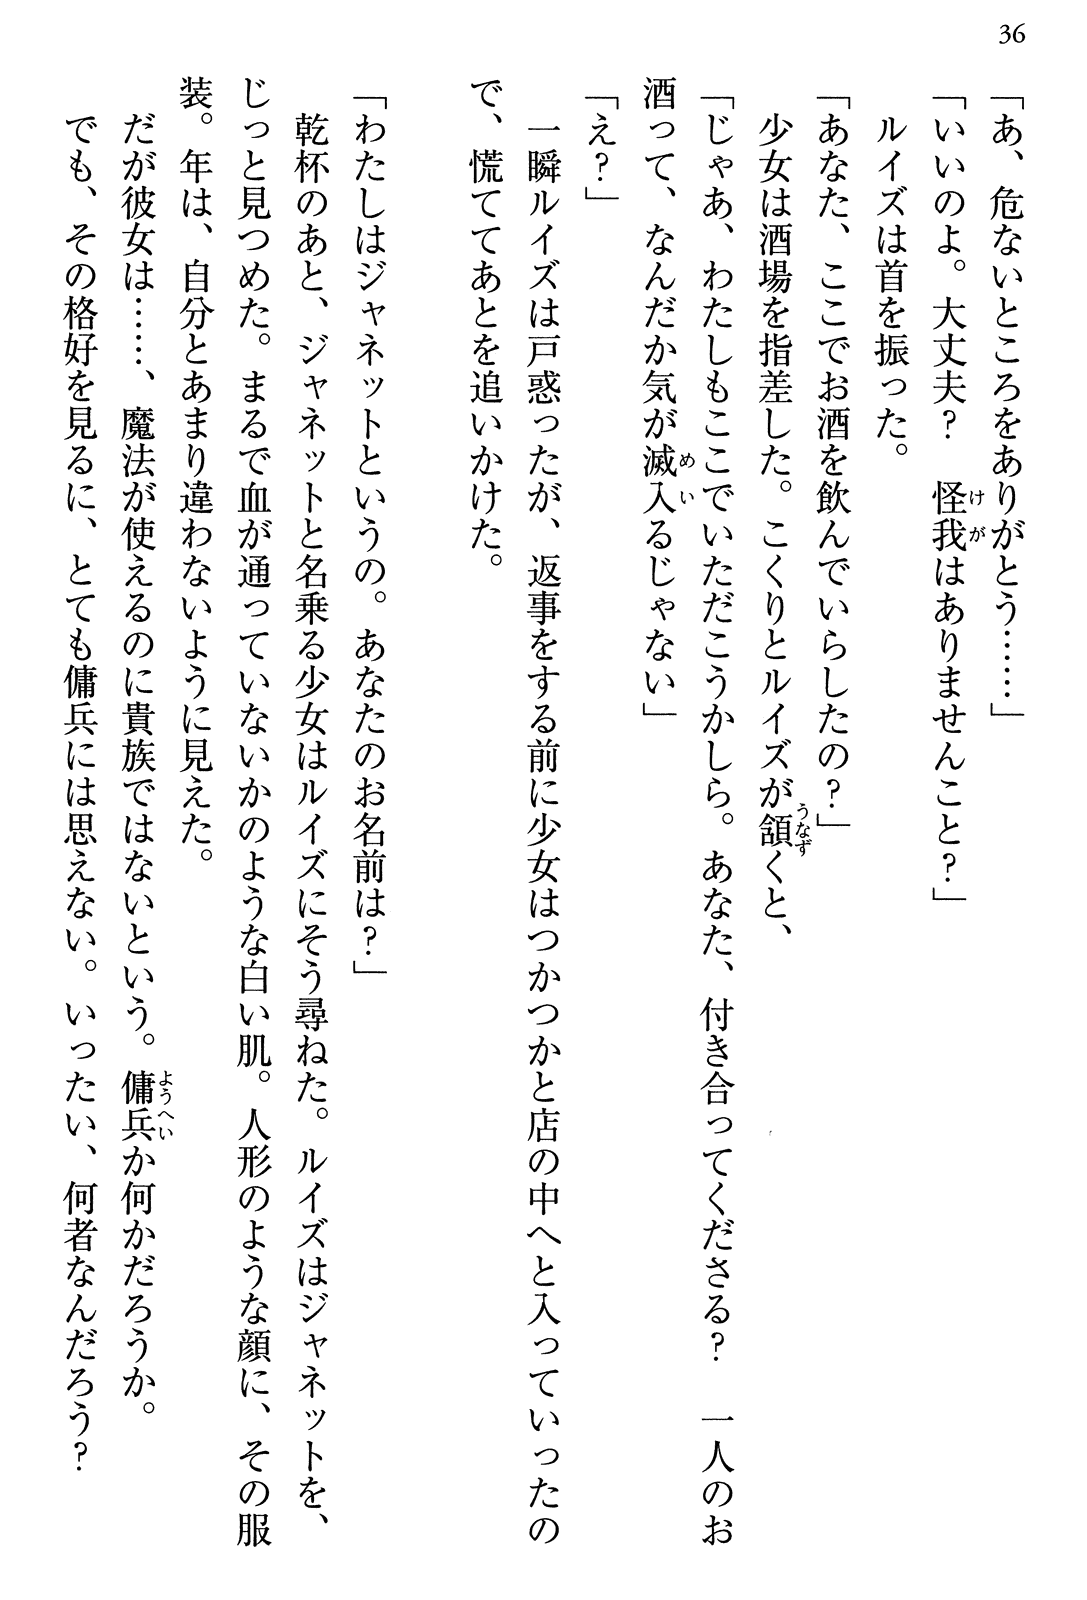 36
「あ、危ないところをありがとう……」
「いいのよ。大丈夫？　怪我はありませんこと？」
　ルイズは首を振った。
「あなた、ここでお酒を飲んでいらしたの？」
　少女は酒場を指差した。こくりとルイズが頷くと、
「じゃあ、わたしもここでいただこうかしら。あなた、付き合ってくださる？　一人のお
酒って、なんだか気が滅入るじゃない」
「え？」
　一瞬ルイズは戸惑ったが、返事をする前に少女はつかつかと店の中へと入っていったの
で、慌ててあとを追いかけた。
「わたしはジャネットというの。あなたのお名前は？」
　乾杯のあと、ジャネットと名乗る少女はルイズにそう尋ねた。ルイズはジャネットを、
じっと見つめた。まるで血が通っていないかのような白い肌。人形のような顔に、その服
装。年は、自分とあまり違わないように見えた。
　だが彼女は……、魔法が使えるのに貴族ではないという。傭兵か何かだろうか。
　でも、その格好を見るに、とても傭兵には思えない。いったい、何者なんだろう？